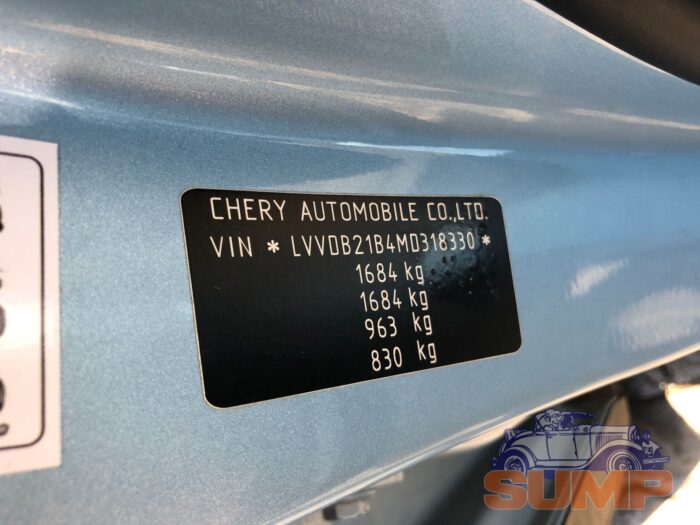 CHERY AUTOMOBILE CO.,LTD.
VIN * LVVDB21B4MD318330 *
1684 kg
1684 kg
963 kg
830 kg
SUMP